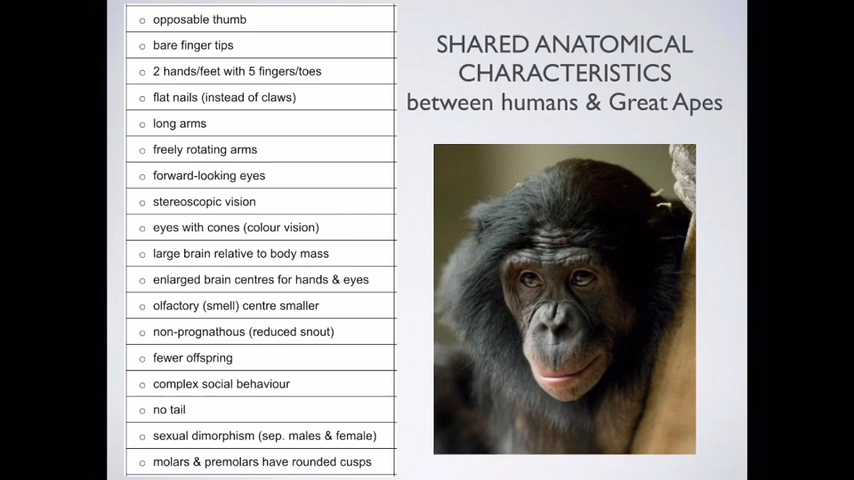 ○ opposable thumb
○ bare finger tips
○ 2 hands/feet with 5 fingers/toes
○ flat nails (instead of claws)
○ long arms
○ freely rotating arms
○ forward-looking eyes
○ stereoscopic vision
○ eyes with cones (colour vision)
○ large brain relative to body mass
○ enlarged brain centres for hands & eyes
○ olfactory (smell) centre smaller
○ non-prognathous (reduced snout)
○ fewer offspring
○ complex social behaviour
○ no tail
○ sexual dimorphism (sep. males & female)
○ molars & premolars have rounded cusps
SHARED ANATOMICAL
CHARACTERISTICS
between humans & Great Apes